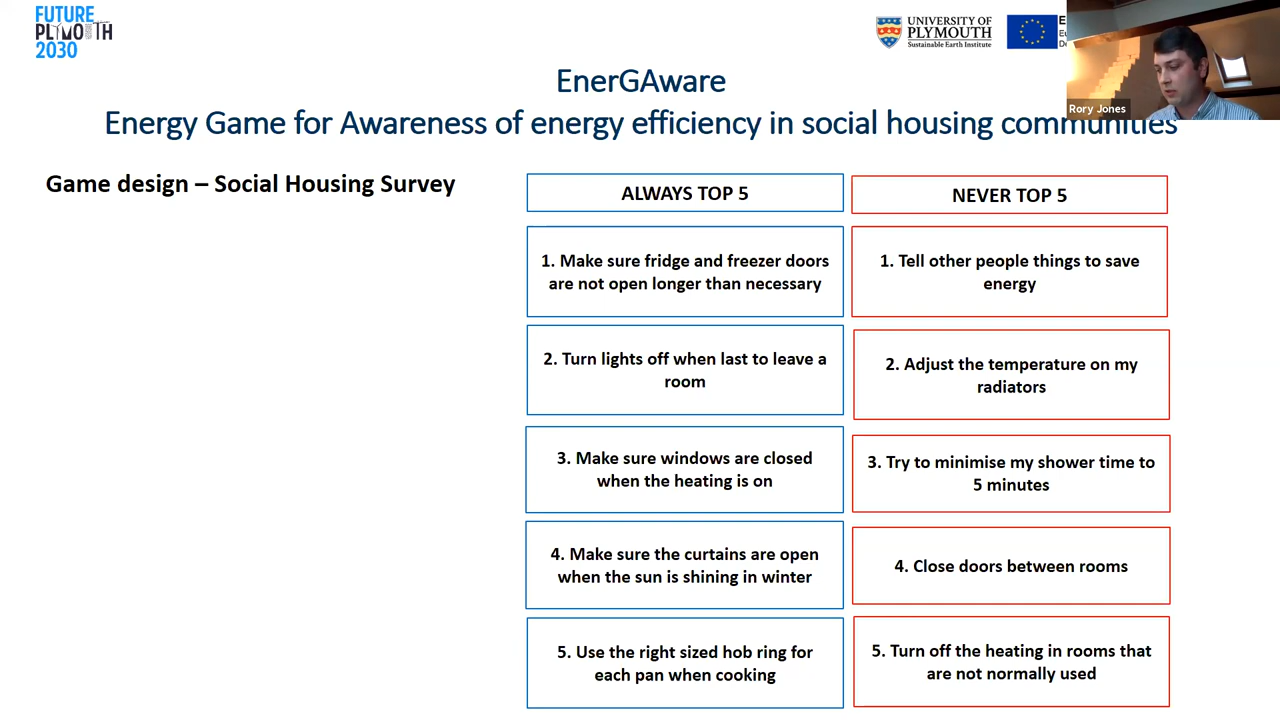 FUTURE
PLYMOUTH
2030
UNIVERSITY OF
PLYMOUTH
Sustainable Earth Institute
Rory Jones
EnerGAware
Energy Game for Awareness of energy efficiency in social housing communities
Game design – Social Housing Survey
ALWAYS TOP 5
1. Make sure fridge and freezer doors
are not open longer than necessary
2. Turn lights off when last to leave a
room
3. Make sure windows are closed
when the heating is on
4. Make sure the curtains are open
when the sun is shining in winter
5. Use the right sized hob ring for
each pan when cooking
NEVER TOP 5
1. Tell other people things to save
energy
2. Adjust the temperature on my
radiators
3. Try to minimise my shower time to
5 minutes
4. Close doors between rooms
5. Turn off the heating in rooms that
are not normally used